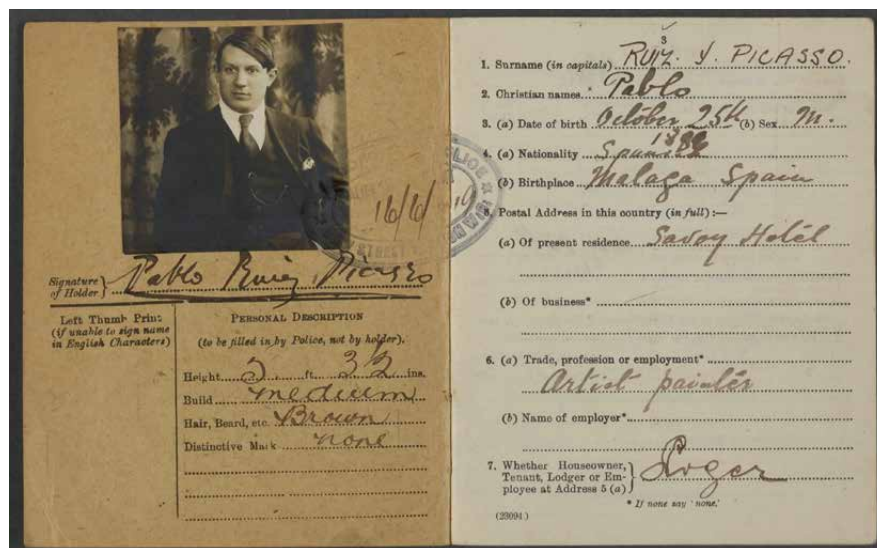 16/6/19
Signature of Holder } Pablo Ruiz Picasso
Left Thumb Print
(if unable to sign name
in English Characters)
PERSONAL DESCRIPTION
(to be filled in by Police, not by holder).
Height 5 ft. 3½ ins.
Build medium
Hair, Beard, etc. Brown
Distinctive Mark none
3
1. Surname (in capitals) RUIZ. Y. PICASSO.
2. Christian names.* Pablo
3. (a) Date of birth October 25th (b) Sex M.
4. (a) Nationality Spanish
(b) Birthplace Malaga Spain
5. Postal Address in this country (in full) :—
(a) Of present residence Savoy Hotel
(b) Of business*
6. (a) Trade, profession or employment*
Artist painter
(b) Name of employer*
7. Whether Houseowner,
Tenant, Lodger or Em-
ployee at Address 5 (a) }
* If none say 'none.'
(23094.)